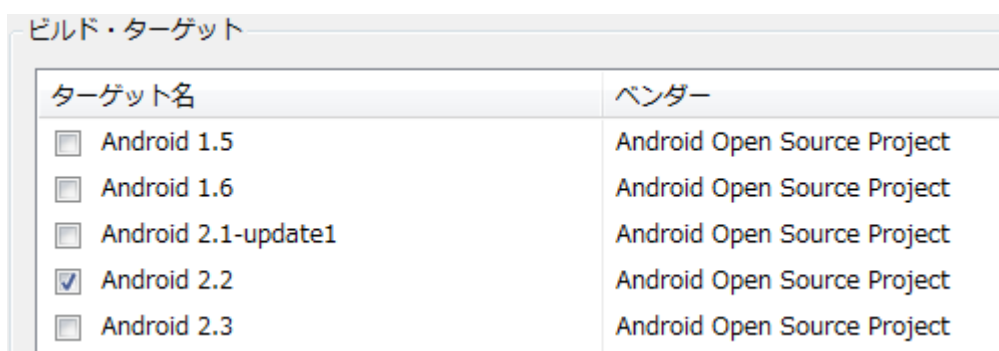 ビルド・ターゲット
ターゲット名 ベンダー
Android 1.5 Android Open Source Project
Android 1.6 Android Open Source Project
Android 2.1-update1 Android Open Source Project
Android 2.2 Android Open Source Project
Android 2.3 Android Open Source Project